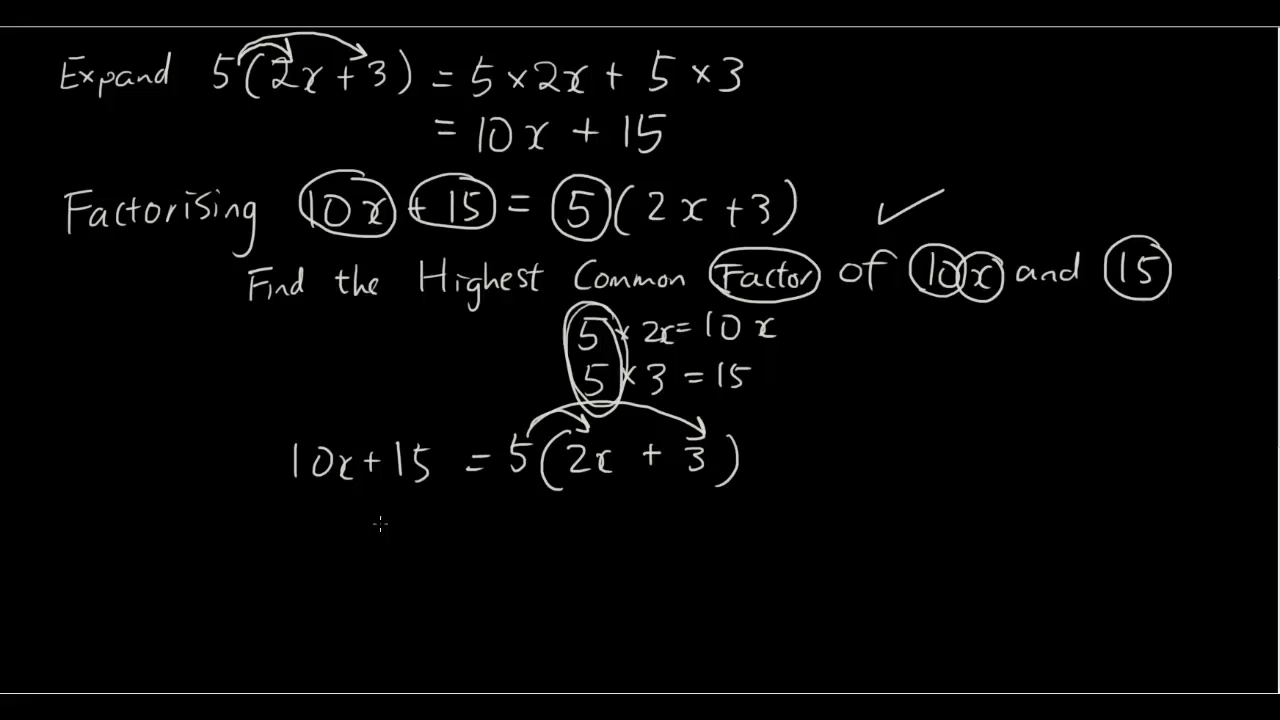 Expand 5(2x+3) = 5×2x + 5×3
= 10x + 15
Factorising 10x + 15 = 5(2x+3) ✓
Find the Highest Common Factor of 10x and 15
5 × 2x = 10x
5 × 3 = 15
10x+15 = 5(2x + 3)